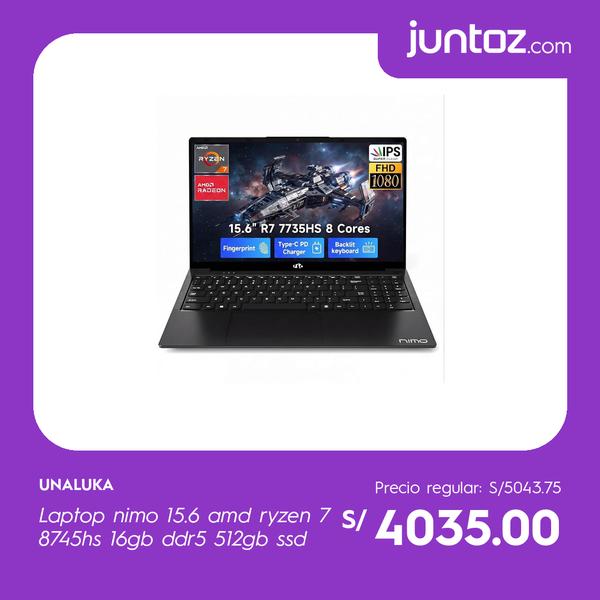 juntoz.com
AMD
RYZEN
7
AMD
RADEON
IPS
FHD
1080
15.6" R7 7735HS 8 Cores
Fingerprint
Type-C PD
Charger
Backlit
keyboard
nimo
UNALUKA
Precio regular: S/5043.75
Laptop nimo 15.6 amd ryzen 7
8745hs 16gb ddr5 512gb ssd
S/ 4035.00